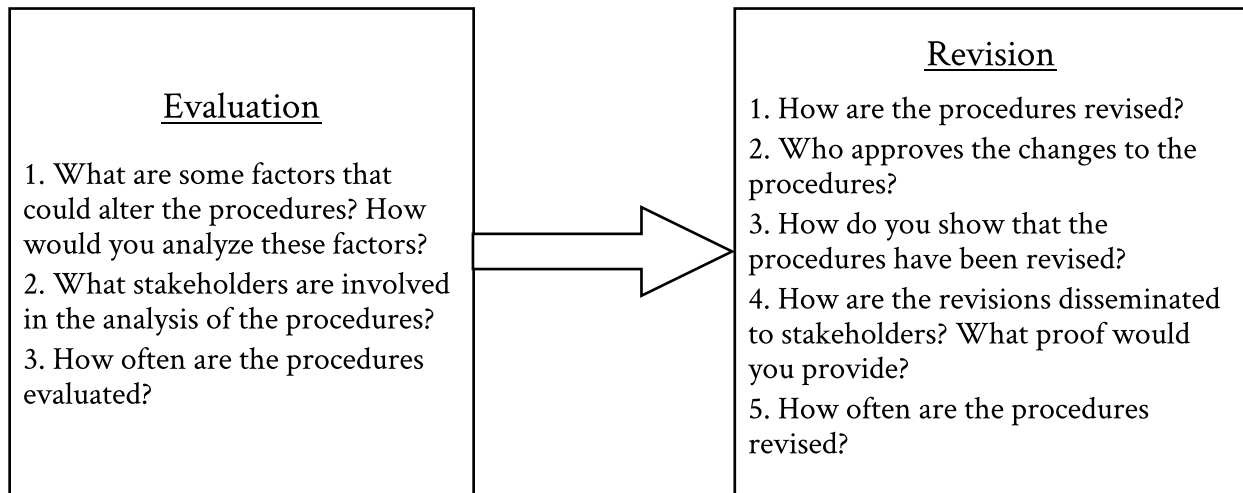 Evaluation
1. What are some factors that
could alter the procedures? How
would you analyze these factors?
2. What stakeholders are involved
in the analysis of the procedures?
3. How often are the procedures
evaluated?
Revision
1. How are the procedures revised?
2. Who approves the changes to the
procedures?
3. How do you show that the
procedures have been revised?
4. How are the revisions disseminated
to stakeholders? What proof would
you provide?
5. How often are the procedures
revised?